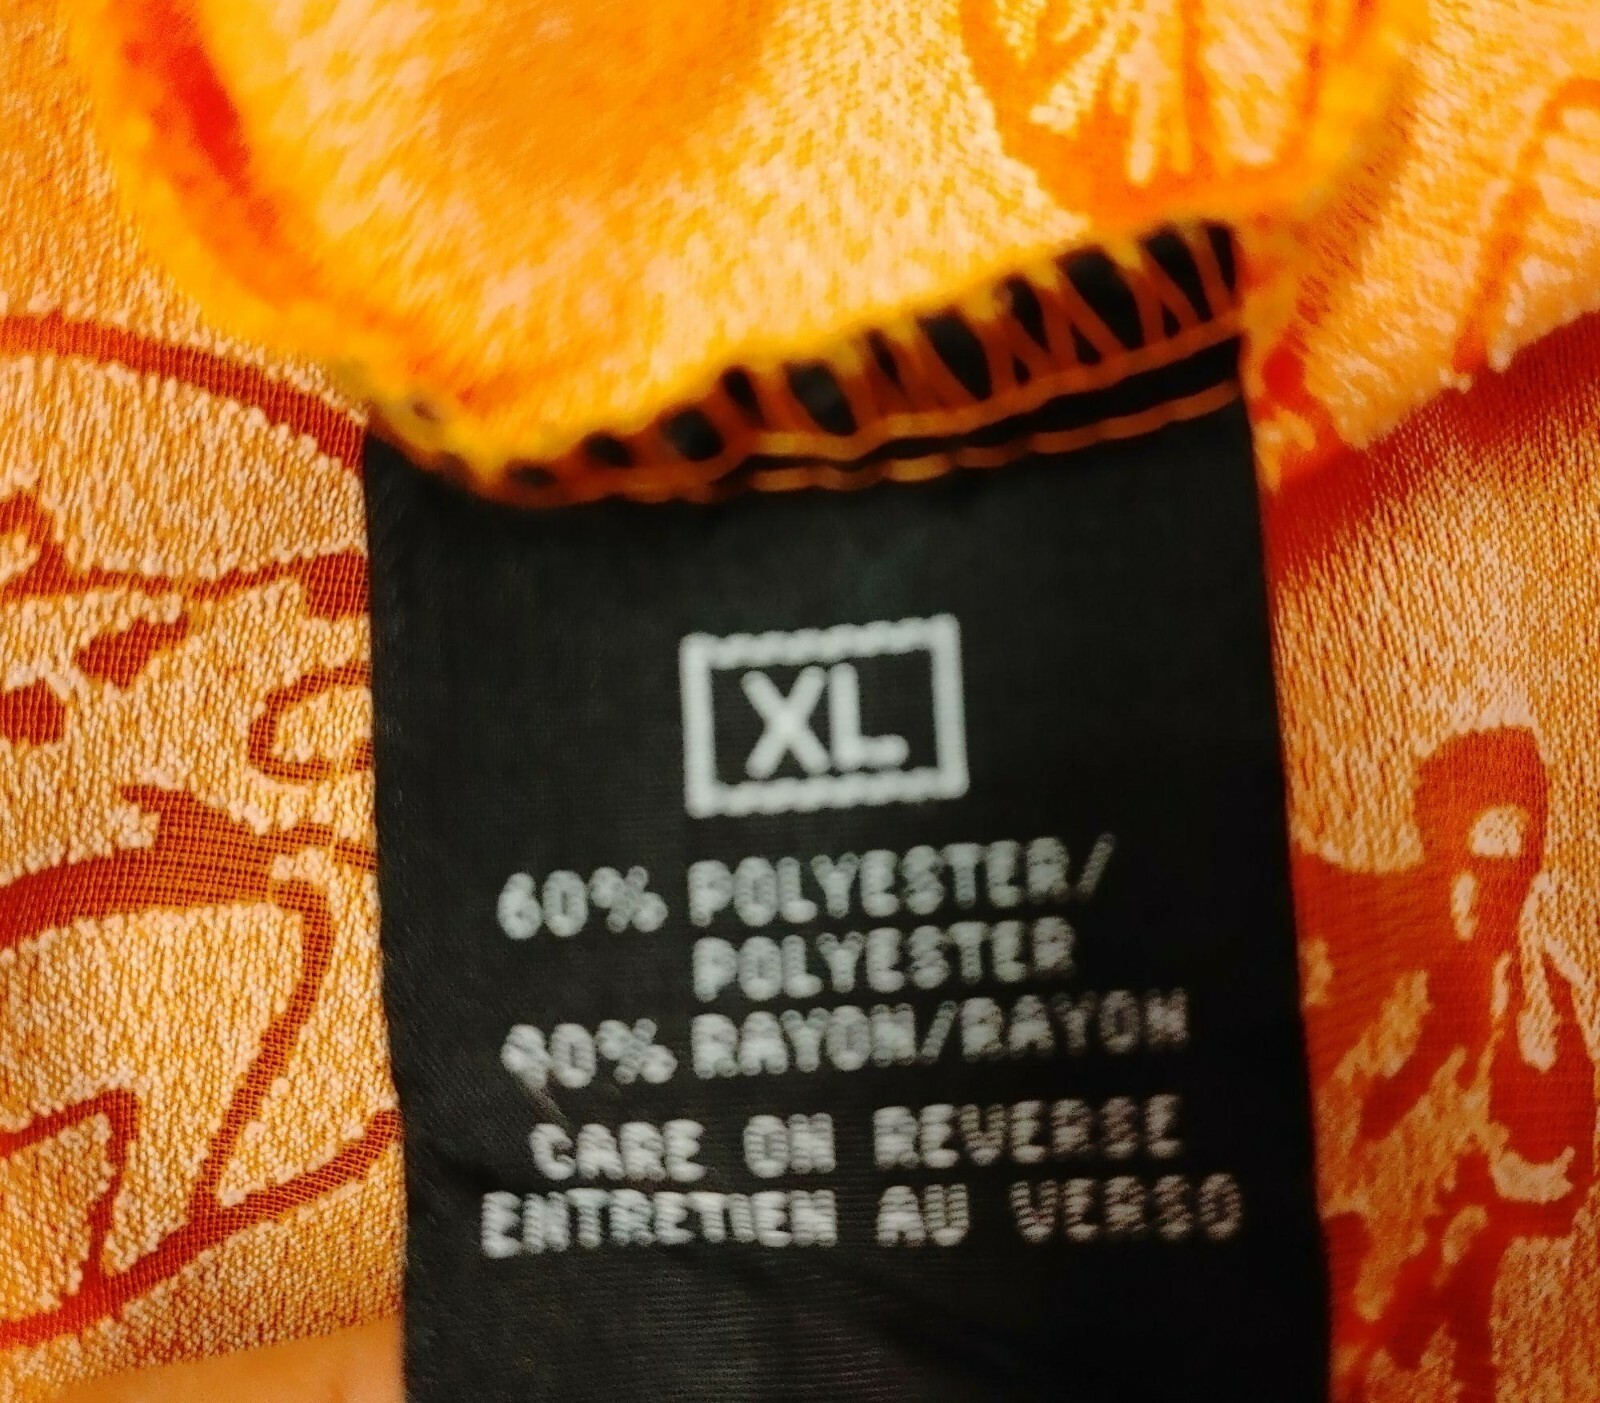 XL
60% POLYESTER/
POLYESTER
40% RAYON/RAYON
CARE ON REVERSE
ENTRETIEN AU VERSO